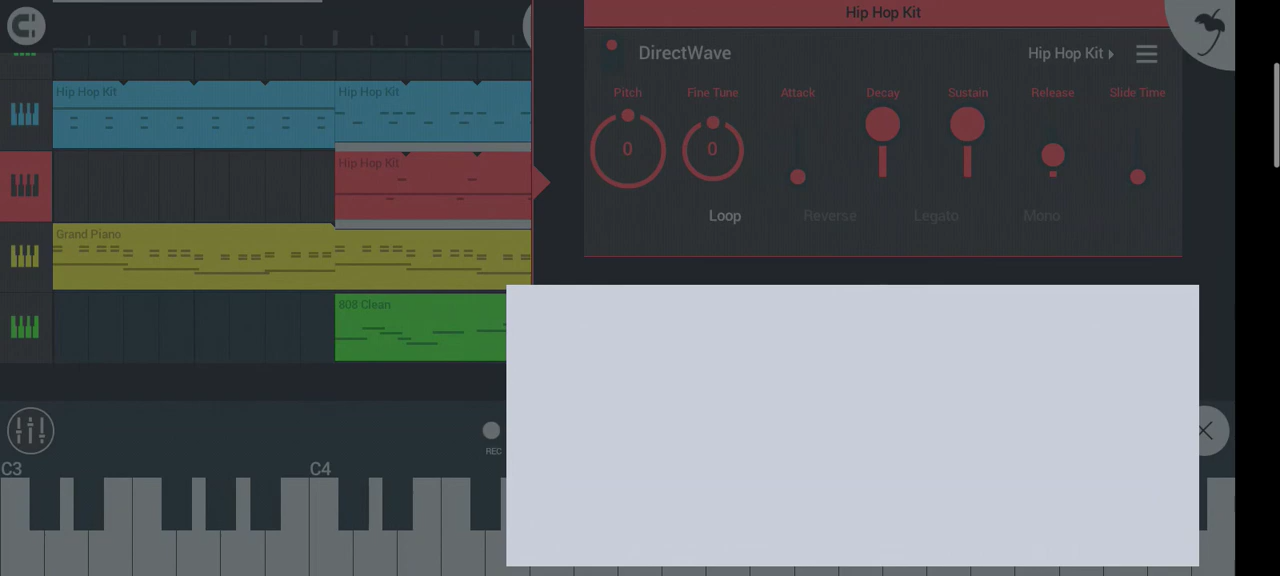 Hip Hop Kit
DirectWave
Hip Hop Kit
Pitch
Fine Tune
Attack
Decay
Sustain
Release
Slide Time
0
0
Loop
Reverse
Legato
Mono
Hip Hop Kit
Hip Hop Kit
Hip Hop Kit
Grand Piano
808 Clean
REC
C3
C4